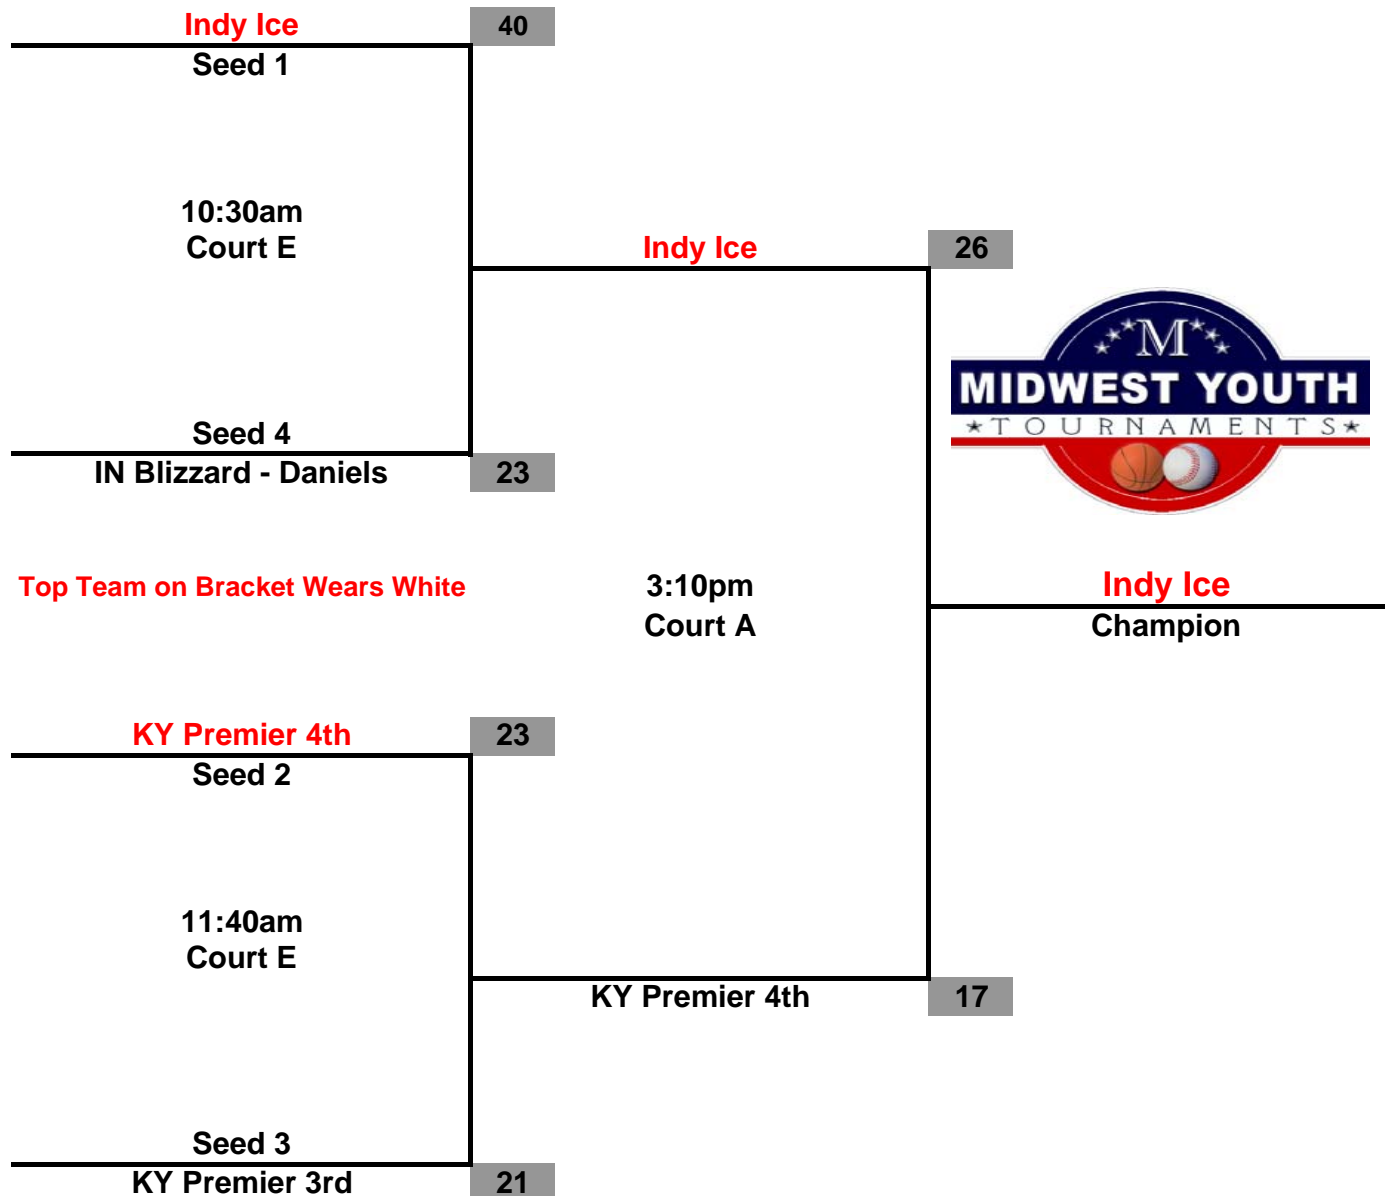 Indy Ice 40
Seed 1
10:30am
Court E
Indy Ice 26
M
MIDWEST YOUTH
TOURNAMENTS
Seed 4
IN Blizzard - Daniels 23
Top Team on Bracket Wears White
3:10pm
Court A
Indy Ice
Champion
KY Premier 4th 23
Seed 2
11:40am
Court E
KY Premier 4th 17
Seed 3
KY Premier 3rd 21